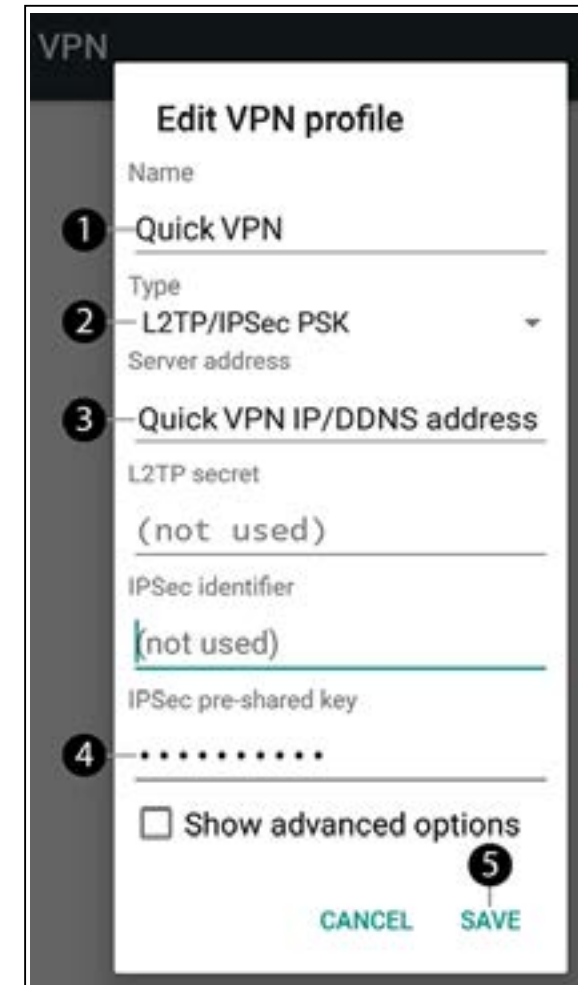 VPN
Edit VPN profile
Name
1 Quick VPN
Type
2 L2TP/IPSec PSK
Server address
3 Quick VPN IP/DDNS address
L2TP secret
(not used)
IPSec identifier
(not used)
IPSec pre-shared key
4 ••••••••••
Show advanced options
5
CANCEL SAVE